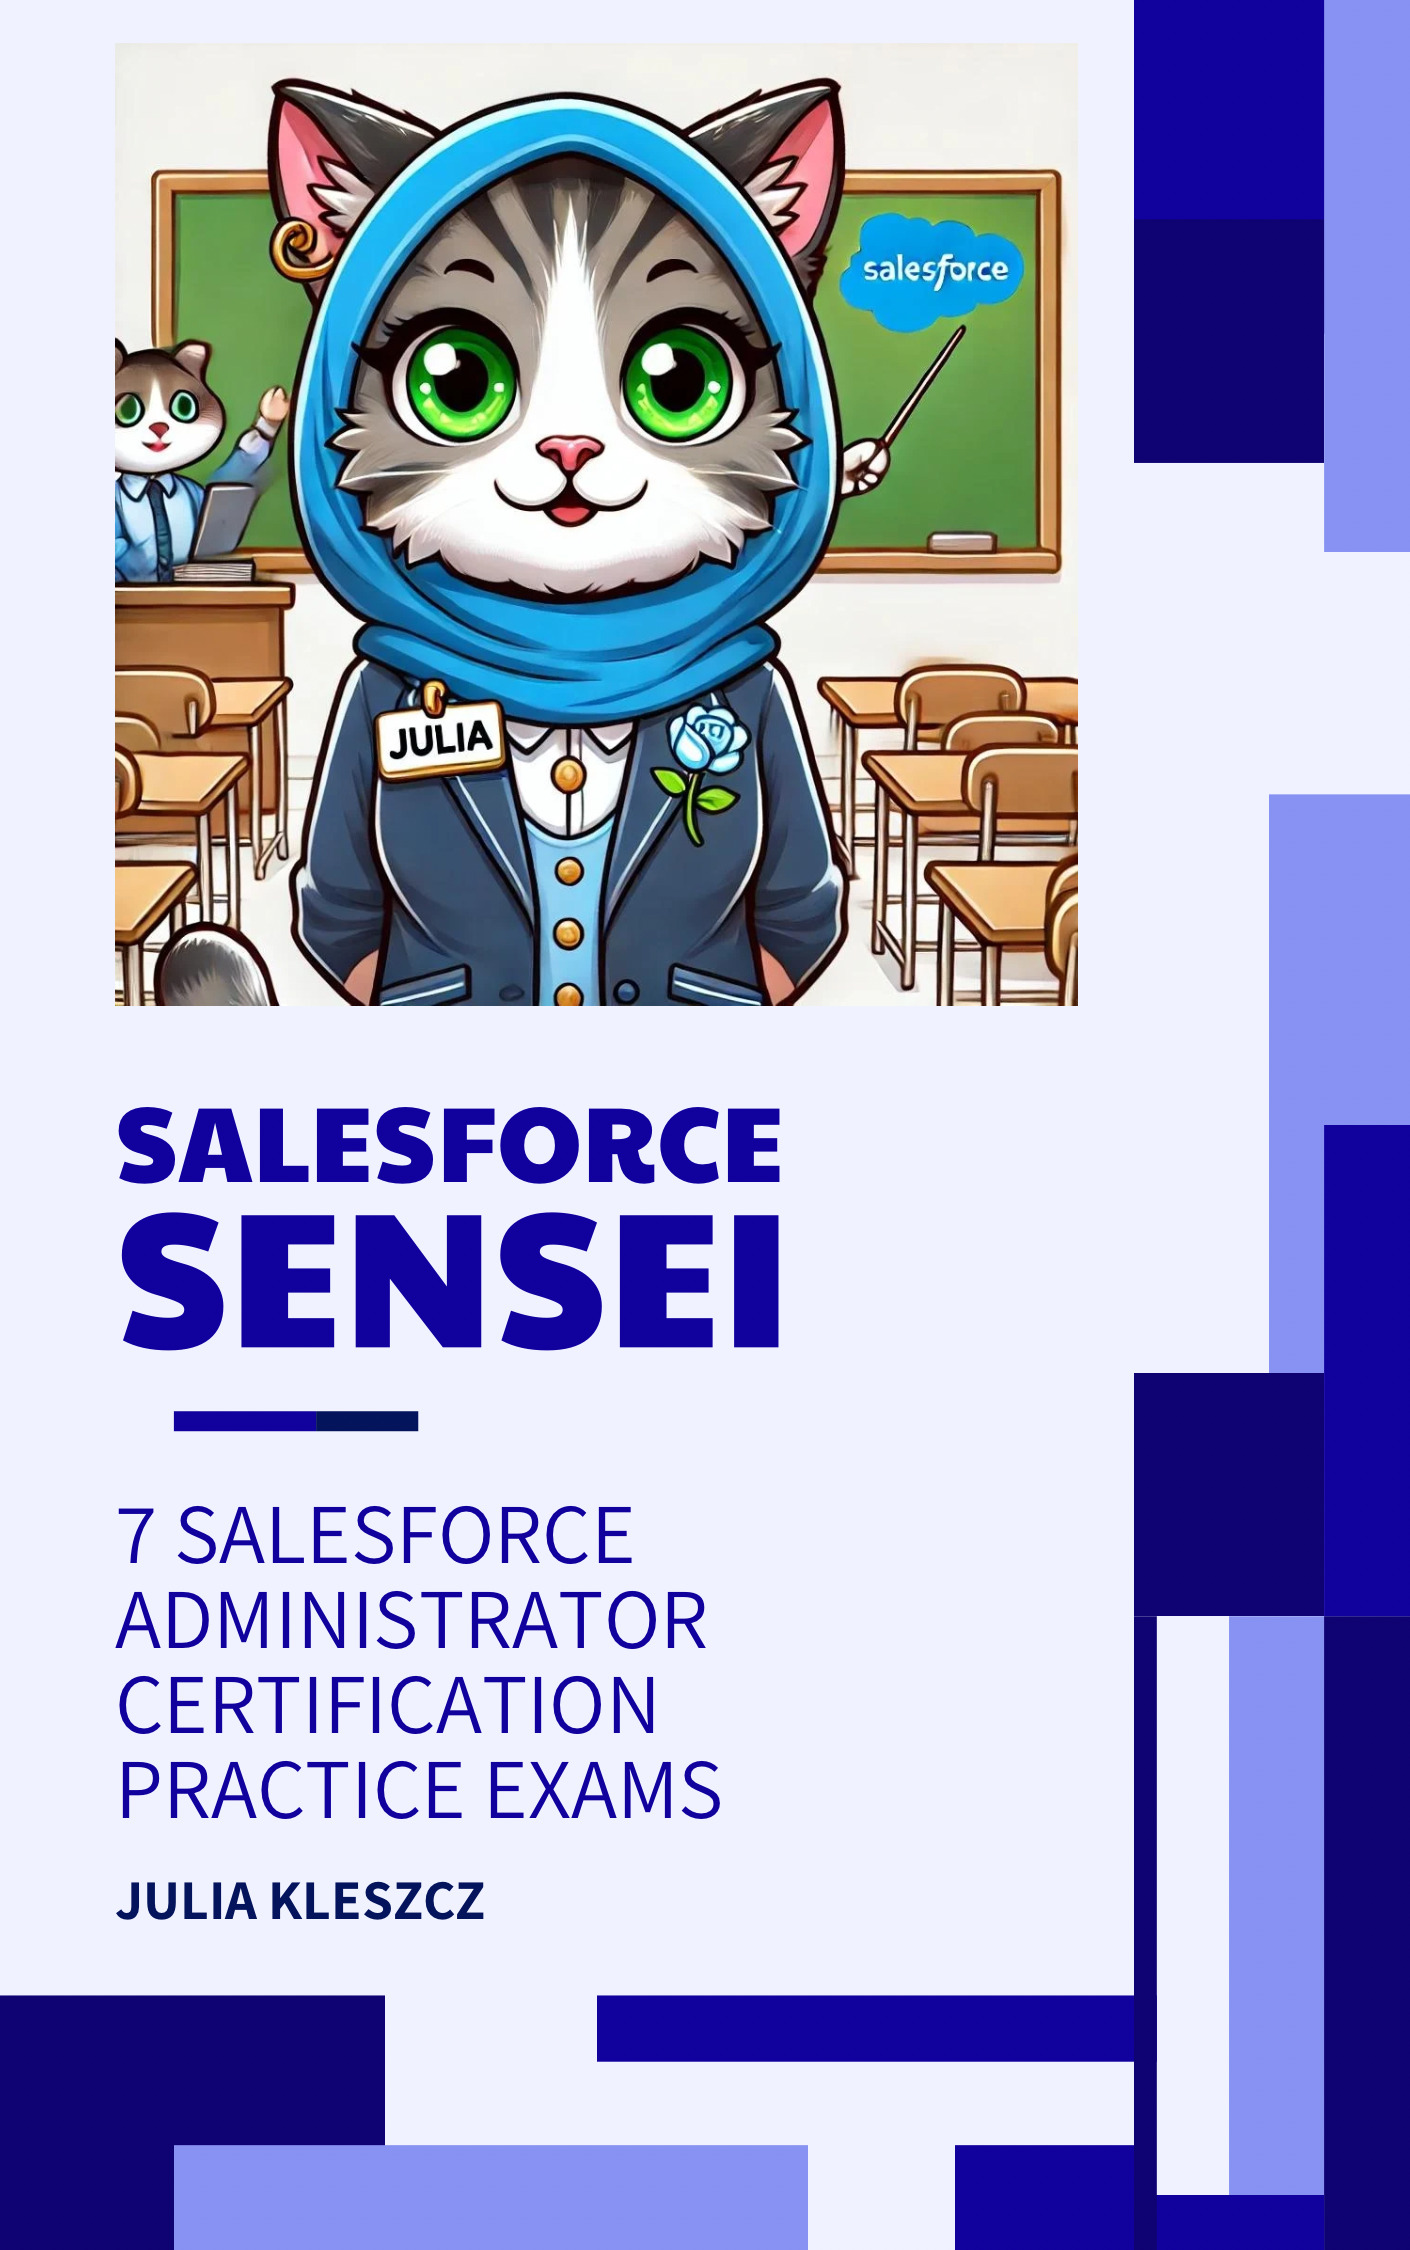 salesforce
JULIA
SALESFORCE
SENSEI
7 SALESFORCE
ADMINISTRATOR
CERTIFICATION
PRACTICE EXAMS
JULIA KLESZCZ